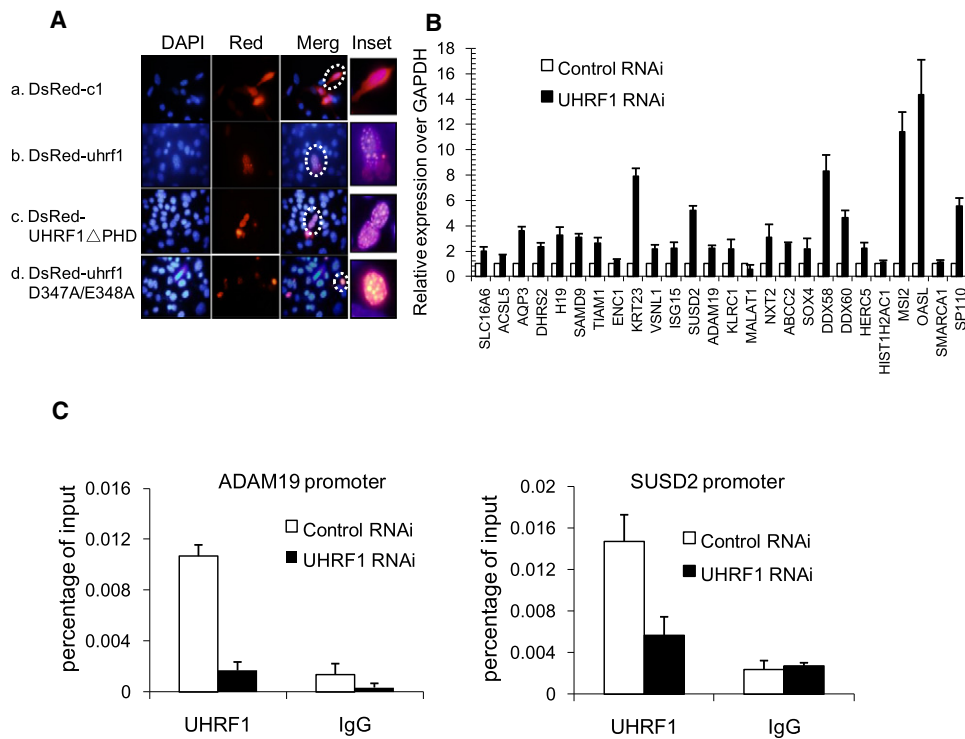 A
DAPI Red Merg Inset
a. DsRed-c1
b. DsRed-uhrf1
c. DsRed-
UHRF1△PHD
d. DsRed-uhrf1
D347A/E348A
B
Relative expression over GAPDH
18
16
14
12
10
8
6
4
2
0
Control RNAi
UHRF1 RNAi
SLC16A6
ACSL5
AQP3
DHRS2
H19
SAMD9
TIAM1
ENC1
KRT23
VSNL1
ISG15
SUSD2
ADAM19
KLRC1
MALAT1
NXT2
ABCC2
SOX4
DDX58
DDX60
HERC5
HIST1H2AC1
MSI2
OASL
SMARCA1
SP110
C
ADAM19 promoter
percentage of input
0.016
0.012
0.008
0.004
0
Control RNAi
UHRF1 RNAi
UHRF1 IgG
SUSD2 promoter
percentage of input
0.02
0.016
0.012
0.008
0.004
0
Control RNAi
UHRF1 RNAi
UHRF1 IgG